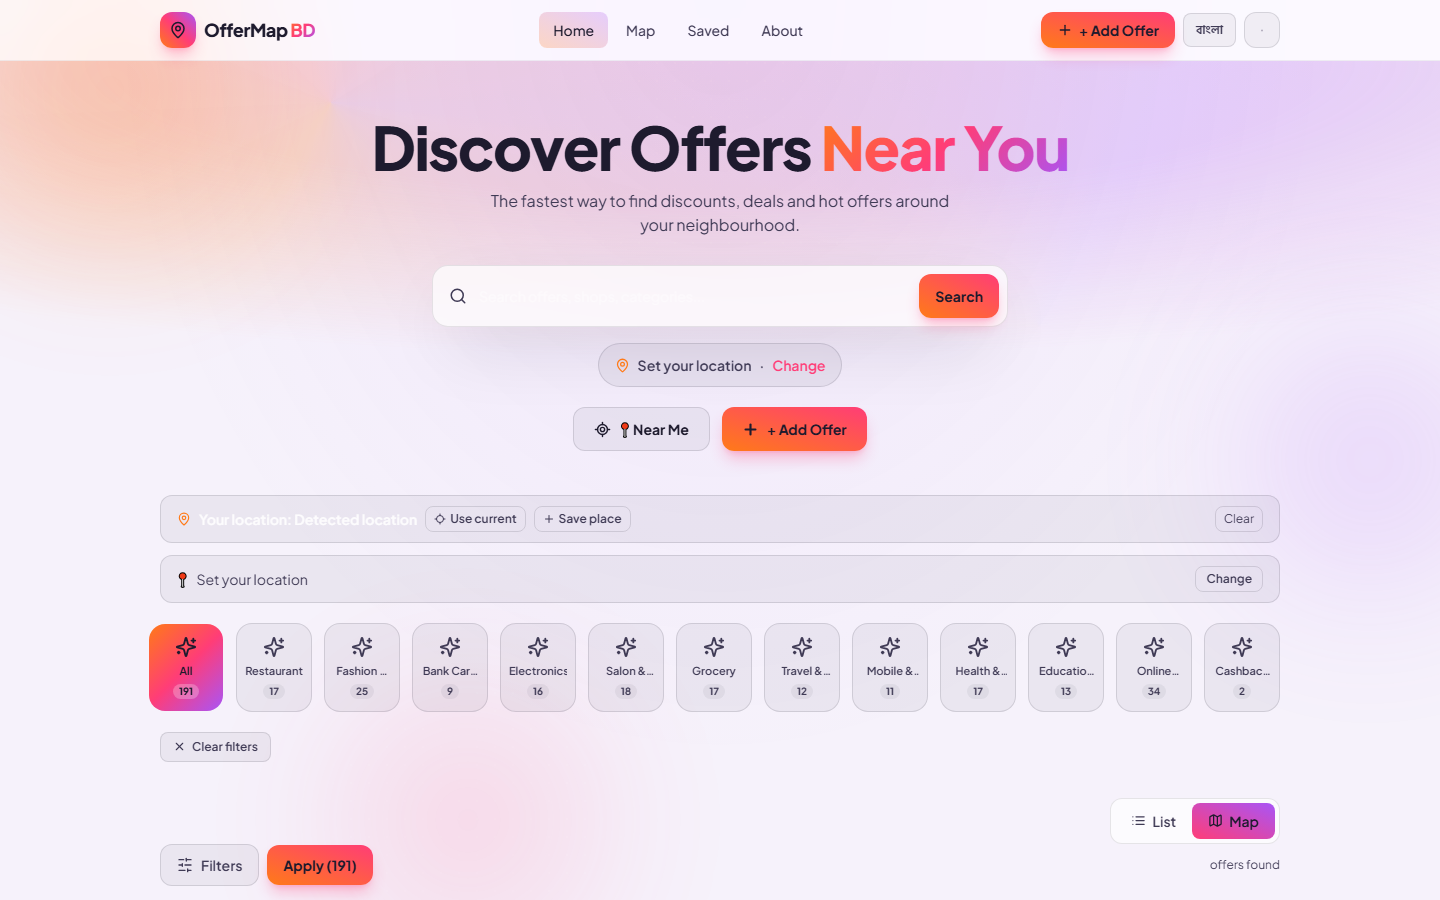 OfferMap BD
Home
Map
Saved
About
+ Add Offer
বাংলা
Discover Offers Near You
The fastest way to find discounts, deals and hot offers around
your neighbourhood.
Search
Set your location · Change
Near Me
+ Add Offer
Your location: Detected location
Use current
Save place
Clear
Set your location
Change
All
191
Restaurant
17
Fashion ...
25
Bank Car...
9
Electronics
16
Salon &...
18
Grocery
17
Travel &...
12
Mobile &..
11
Health &...
17
Educatio...
13
Online...
34
Cashbac...
2
Clear filters
List
Map
Filters
Apply (191)
offers found